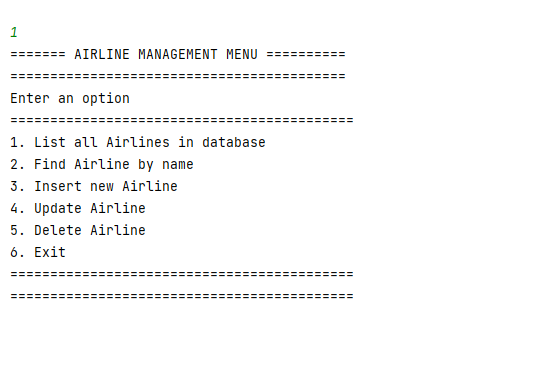 1
======= AIRLINE MANAGEMENT MENU ==========
==========================================
Enter an option
===========================================
1. List all Airlines in database
2. Find Airline by name
3. Insert new Airline
4. Update Airline
5. Delete Airline
6. Exit
===========================================
===========================================